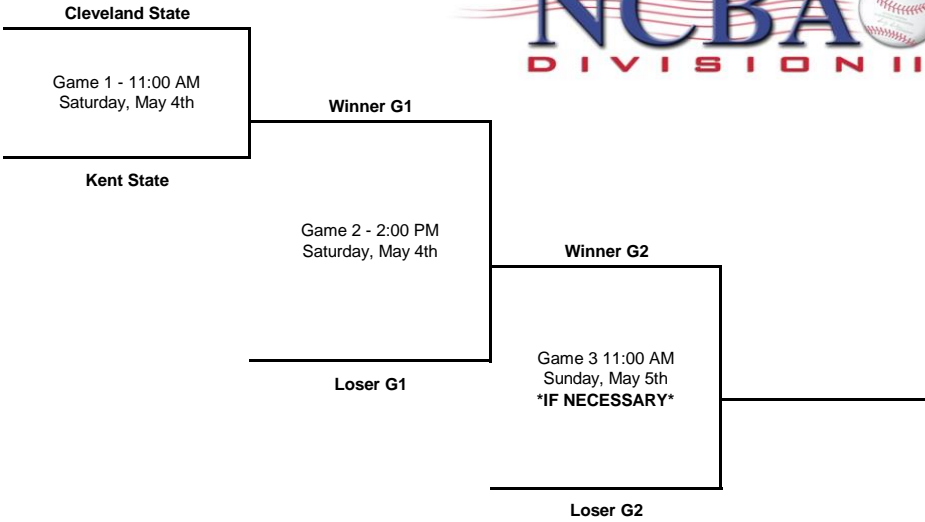 Cleveland State
NCBA
DIVISION II
Game 1 - 11:00 AM
Saturday, May 4th
Winner G1
Kent State
Game 2 - 2:00 PM
Saturday, May 4th
Winner G2
Game 3 11:00 AM
Sunday, May 5th
*IF NECESSARY*
Loser G1
Loser G2